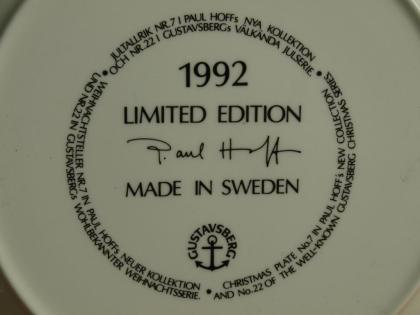 JULTALLRIK NR.7 I PAUL HOFFs NYA KOLLEKTION
OCH NR.22 I GUSTAVSBERGs VÄLKÄNDA JULSERIE.
1992
LIMITED EDITION
Paul Hoff
MADE IN SWEDEN
GUSTAVSBERG
CHRISTMAS PLATE No.7 IN PAUL HOFFs NEW COLLECTION
AND No.22 OF THE WELL-KNOWN GUSTAVSBERG CHRISTMAS SERIES.
WEIHNACHTSTELLER NR.7 IN PAUL HOFFs NEUER KOLLEKTION
UND NR.22 IN GUSTAVSBERGs WOHLBEKANNTER WEIHNACHTSSERIE.